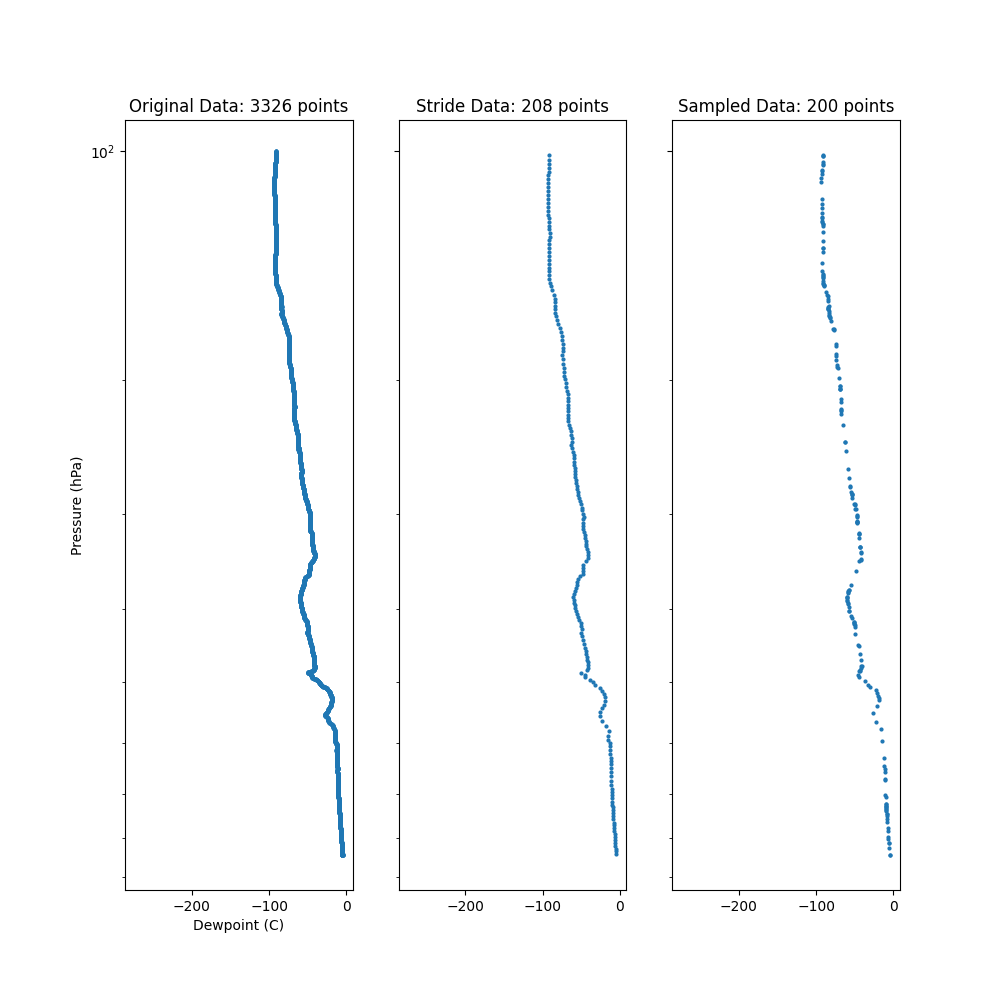 Original Data: 3326 points
Stride Data: 208 points
Sampled Data: 200 points
10²
Pressure (hPa)
−200 −100 0
−200 −100 0
−200 −100 0
Dewpoint (C)